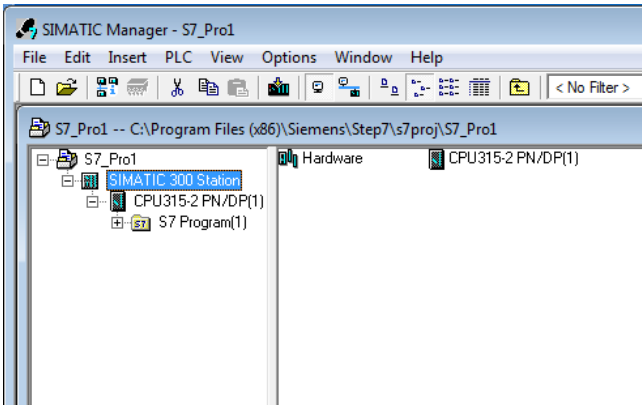 SIMATIC Manager - S7_Pro1
File Edit Insert PLC View Options Window Help
< No Filter >
S7_Pro1 -- C:\Program Files (x86)\Siemens\Step7\s7proj\S7_Pro1
S7_Pro1
SIMATIC 300 Station
CPU315-2 PN/DP(1)
S7 Program(1)
Hardware CPU315-2 PN/DP(1)